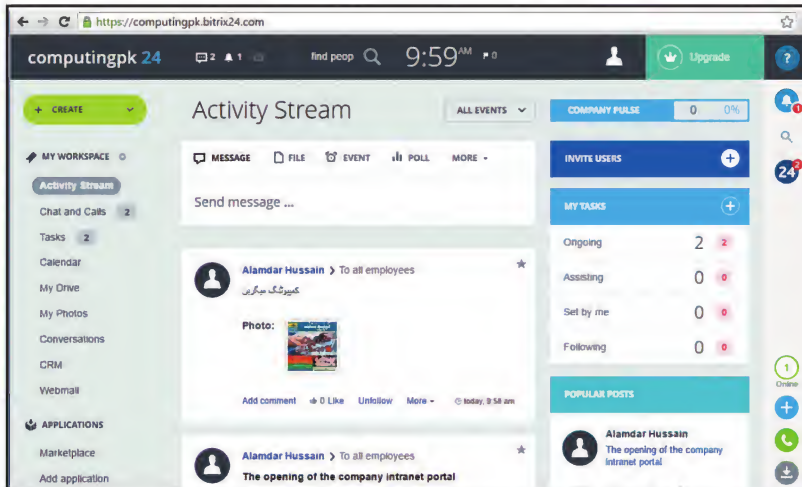 https://computingpk.bitrix24.com
computingpk 24
2
1
find peop
9:59 AM
0
Upgrade
?
+ CREATE
MY WORKSPACE
Activity Stream
Chat and Calls 2
Tasks 2
Calendar
My Drive
My Photos
Conversations
CRM
Webmail
APPLICATIONS
Marketplace
Add application
Activity Stream
ALL EVENTS
MESSAGE FILE EVENT POLL MORE
Send message ...
Alamdar Hussain > To all employees
کمپیوٹنگ میگزین
Photo:
Add comment 0 Like Unfollow More today, 9:58 am
Alamdar Hussain > To all employees
The opening of the company intranet portal
COMPANY PULSE 0 0%
INVITE USERS +
MY TASKS +
Ongoing 2 2
Assisting 0 0
Set by me 0 0
Following 0 0
POPULAR POSTS
Alamdar Hussain
The opening of the company
intranet portal
1
24 2
1
Online